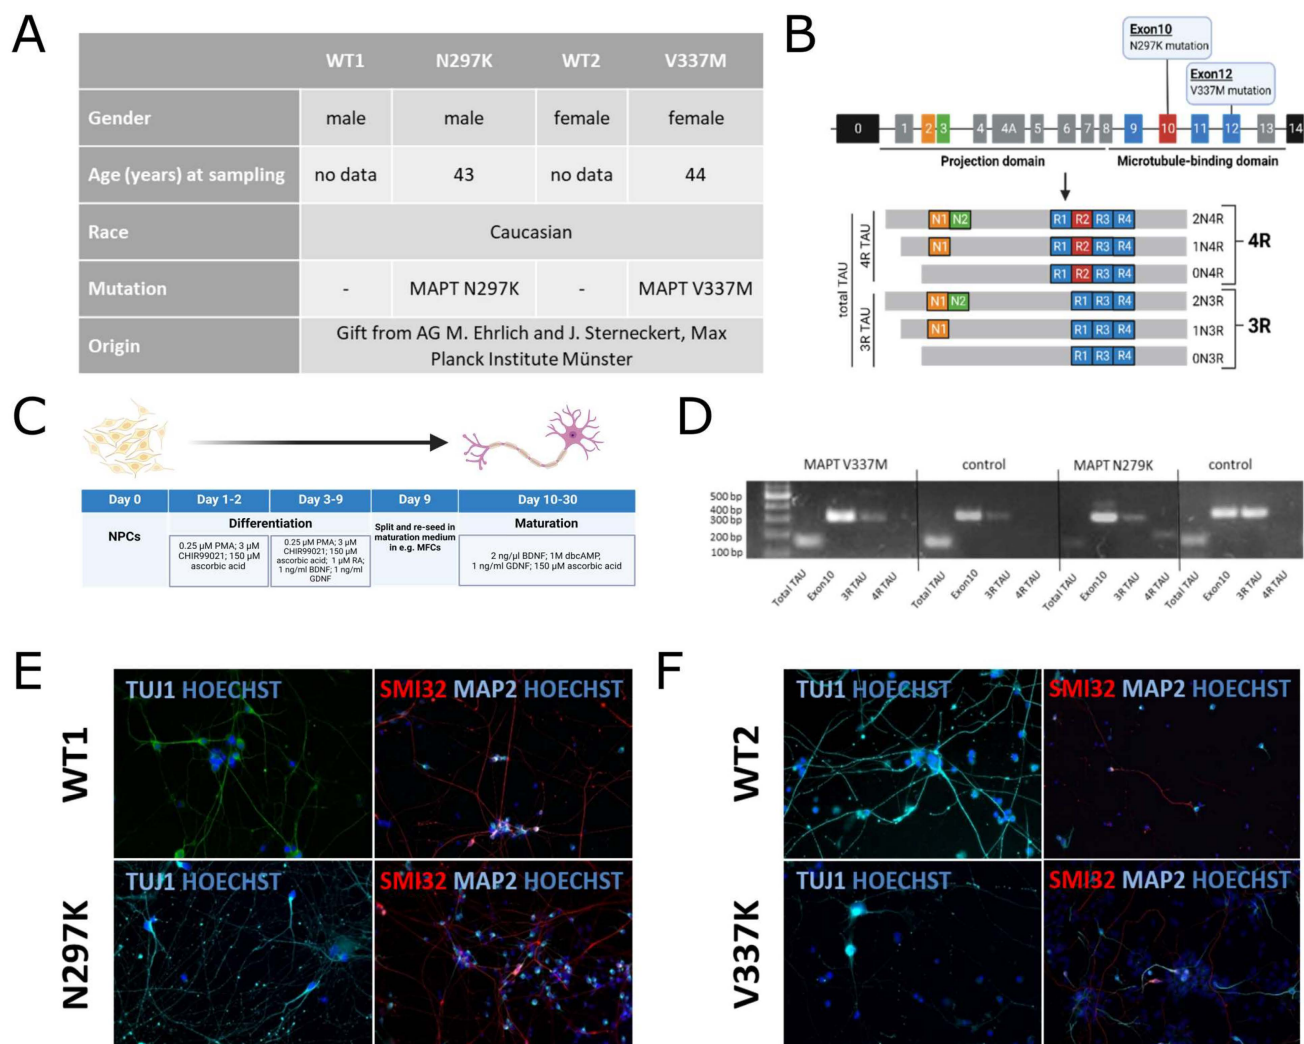 A
WT1 N297K WT2 V337M
Gender male male female female
Age (years) at sampling no data 43 no data 44
Race Caucasian
Mutation - MAPT N297K - MAPT V337M
Origin Gift from AG M. Ehrlich and J. Sterneckert, Max
Planck Institute Münster
B
Exon10
N297K mutation
Exon12
V337M mutation
0 1 2 3 4 4A 5 6 7 8 9 10 11 12 13 14
Projection domain Microtubule-binding domain
total TAU
4R TAU
N1 N2 R1 R2 R3 R4 2N4R
N1 R1 R2 R3 R4 1N4R
R1 R2 R3 R4 0N4R
4R
3R TAU
N1 N2 R1 R3 R4 2N3R
N1 R1 R3 R4 1N3R
R1 R3 R4 0N3R
3R
C
Day 0 Day 1-2 Day 3-9 Day 9 Day 10-30
NPCs
Differentiation
0.25 µM PMA; 3 µM
CHIR99021; 150 µM
ascorbic acid
0.25 µM PMA; 3 µM
CHIR99021; 150 µM
ascorbic acid; 1 µM RA;
1 ng/ml BDNF; 1 ng/ml
GDNF
Split and re-seed in
maturation medium
in e.g. MFCs
Maturation
2 ng/µl BDNF; 1M dbcAMP,
1 ng/ml GDNF; 150 µM ascorbic acid
D
MAPT V337M control MAPT N279K control
500 bp
400 bp
300 bp
200 bp
100 bp
Total TAU Exon10 3R TAU 4R TAU Total TAU Exon10 3R TAU 4R TAU Total TAU Exon10 3R TAU 4R TAU Total TAU Exon10 3R TAU 4R TAU
E
WT1
TUJ1 HOECHST
SMI32 MAP2 HOECHST
N297K
TUJ1 HOECHST
SMI32 MAP2 HOECHST
F
WT2
TUJ1 HOECHST
SMI32 MAP2 HOECHST
V337K
TUJ1 HOECHST
SMI32 MAP2 HOECHST